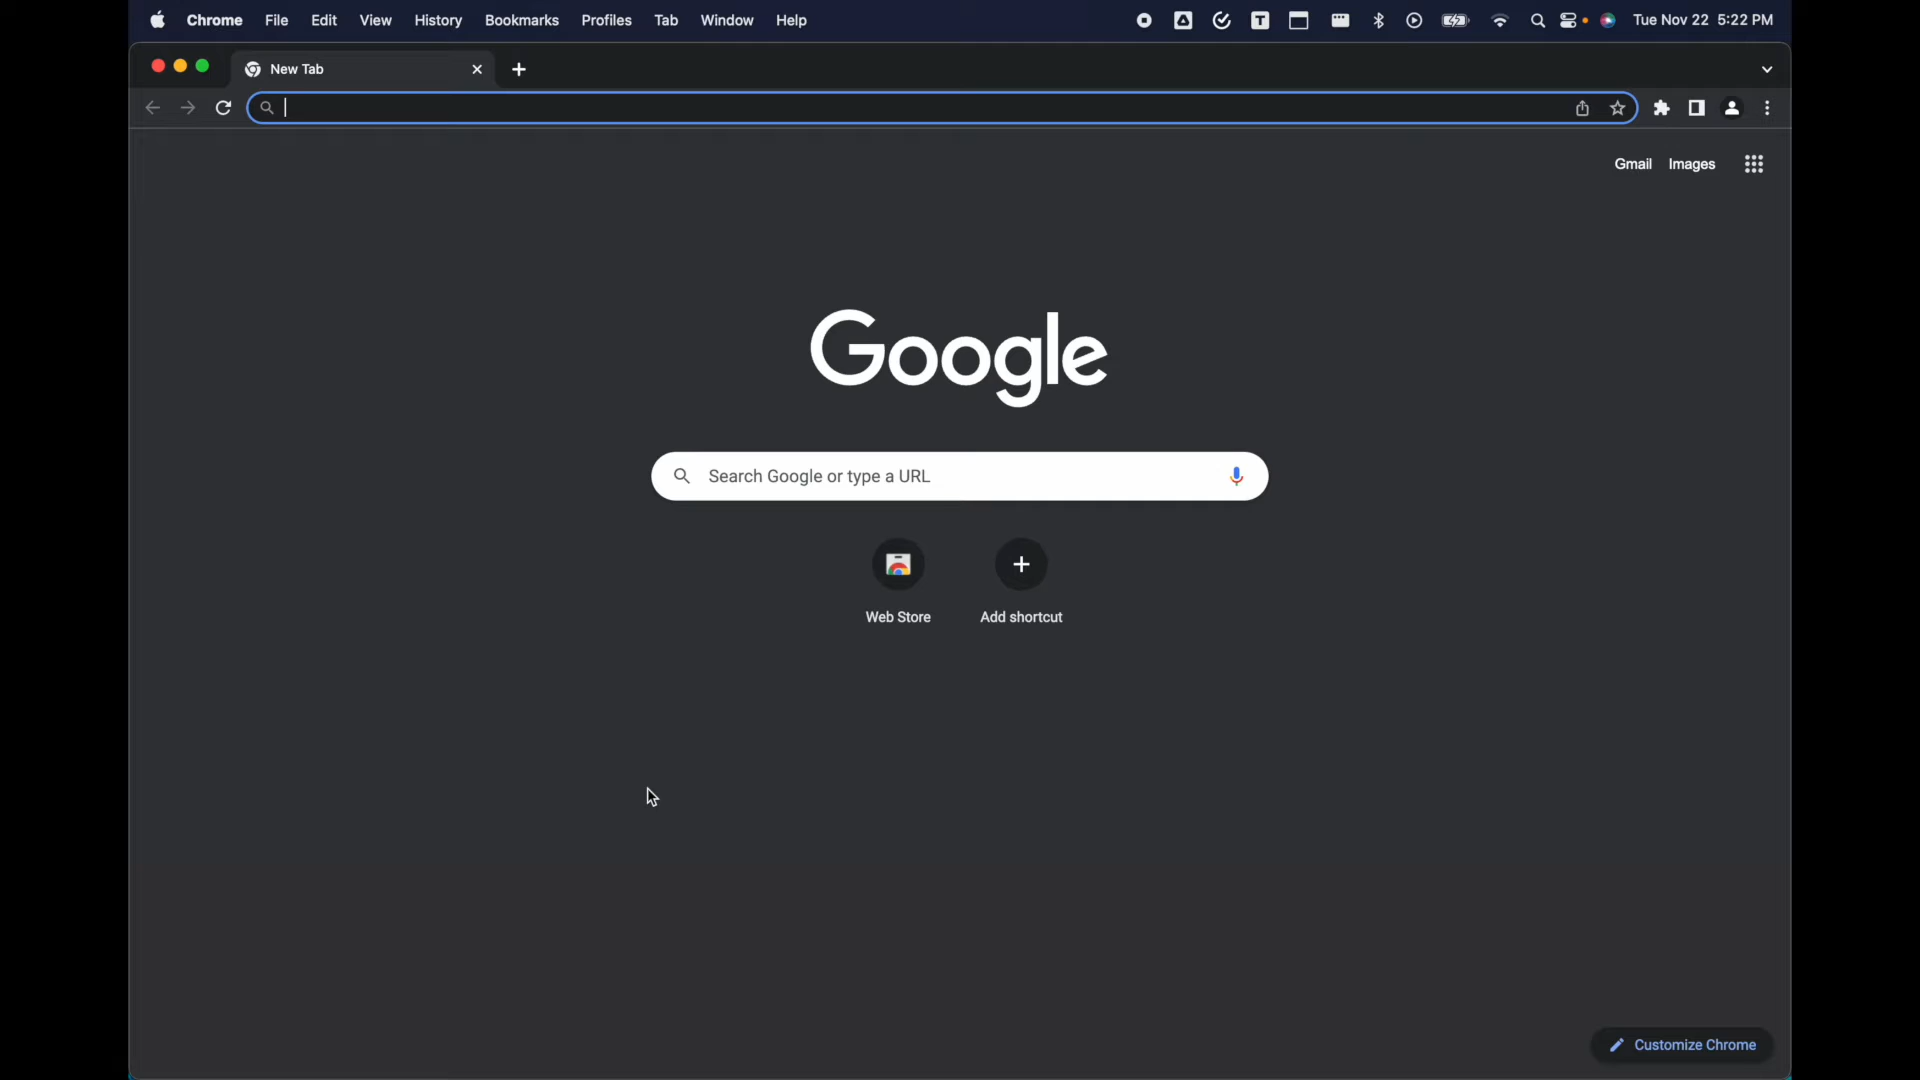 Chrome File Edit View History Bookmarks Profiles Tab Window Help T Tue Nov 22 5:22 PM
New Tab
Gmail Images
Google
Search Google or type a URL
Web Store Add shortcut
Customize Chrome